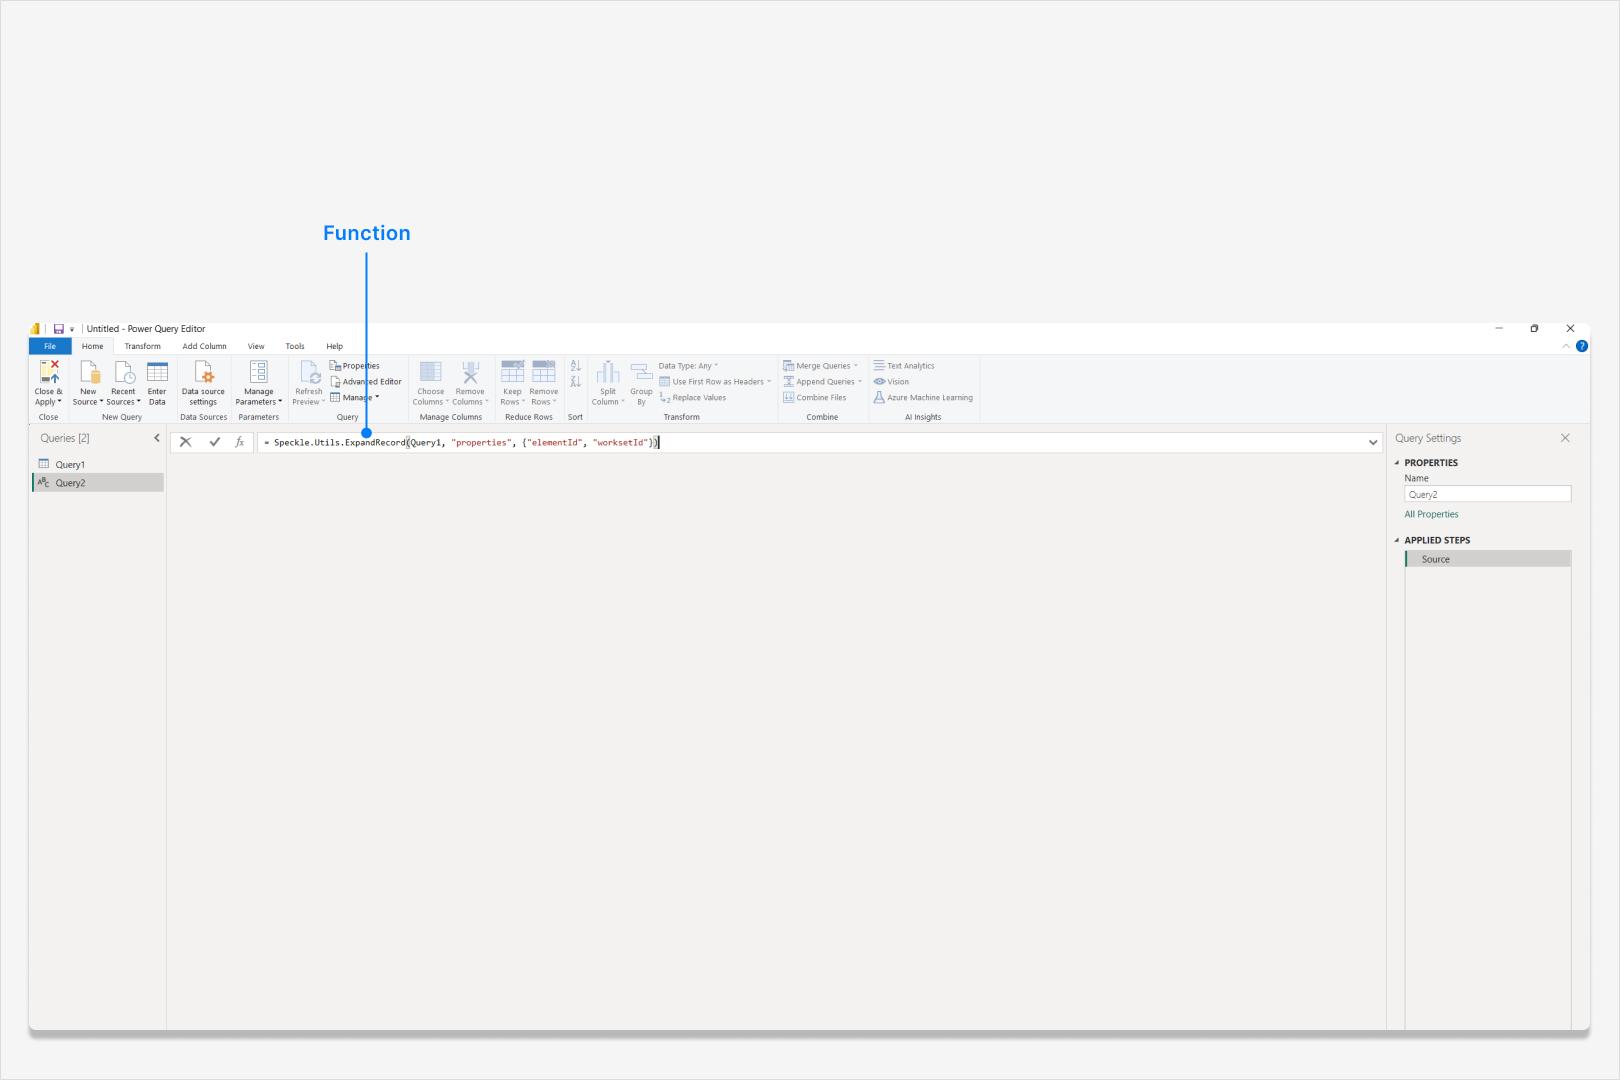 Function
Untitled - Power Query Editor
File Home Transform Add Column View Tools Help
Close & Apply
Close
New Source
Recent Sources
Enter Data
New Query
Data source settings
Data Sources
Manage Parameters
Parameters
Refresh Preview
Properties
Advanced Editor
Manage
Query
Choose Columns
Remove Columns
Manage Columns
Keep Rows
Remove Rows
Reduce Rows
Sort
Split Column
Group By
Data Type: Any
Use First Row as Headers
Replace Values
Transform
Merge Queries
Append Queries
Combine Files
Combine
Text Analytics
Vision
Azure Machine Learning
AI Insights
Queries [2]
Query1
Query2
fx
= Speckle.Utils.ExpandRecord(Query1, "properties", {"elementId", "worksetId"})
Query Settings
PROPERTIES
Name
Query2
All Properties
APPLIED STEPS
Source